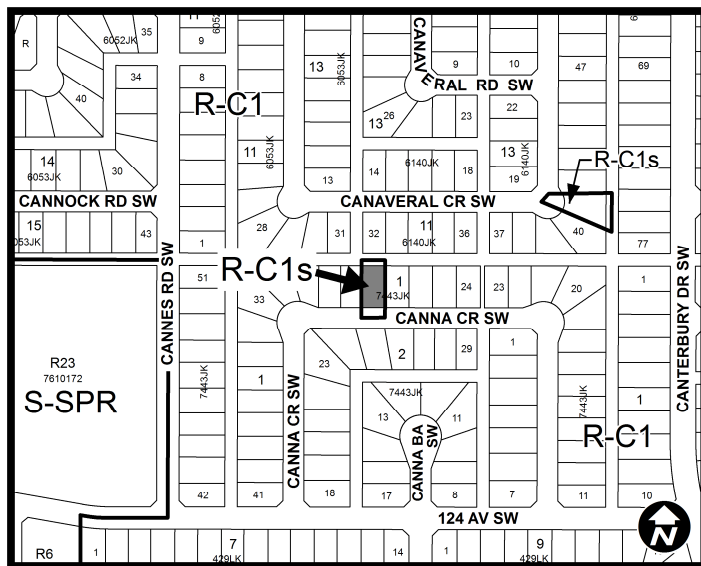 R
6052JK
35
11
9
6052JK
34
8
40
R-C1
13
6053JK
CANAVERAL RD SW
9
10
47
69
26
13
23
22
11
6053JK
13
6140JK
14
6053JK
30
13
14
6140JK
18
19
R-C1s
CANNOCK RD SW
CANAVERAL CR SW
15
053JK
43
1
28
31
32
11
6140JK
36
37
40
77
CANNES RD SW
R-C1s
51
33
1
7443JK
24
23
20
1
CANNA CR SW
CANTERBURY DR SW
R23
7610172
S-SPR
7443JK
1
CANNA CR SW
23
2
29
1
7443JK
13
11
CANNA BA
SW
7443JK
1
R-C1
42
41
18
17
8
7
11
10
124 AV SW
N
R6
1
7
429LK
14
1
9
429LK